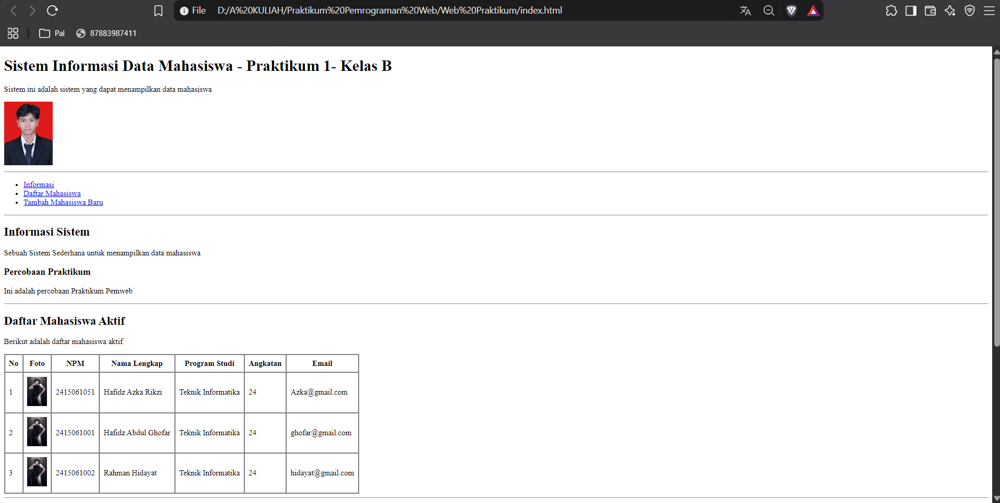 File D:/A%20KULIAH/Praktikum%20Pemrograman%20Web/Web%20Praktikum/index.html
Pal 87883987411
Sistem Informasi Data Mahasiswa - Praktikum 1- Kelas B
Sistem ini adalah sistem yang dapat menampilkan data mahasiswa
Informasi
Daftar Mahasiswa
Tambah Mahasiswa Baru
Informasi Sistem
Sebuah Sistem Sederhana untuk menampilkan data mahasiswa
Percobaan Praktikum
Ini adalah percobaan Praktikum Pemweb
Daftar Mahasiswa Aktif
Berikut adalah daftar mahasiswa aktif
No Foto NPM Nama Lengkap Program Studi Angkatan Email
1 2415061051 Hafidz Azka Rikzi Teknik Informatika 24 Azka@gmail.com
2 2415061001 Hafidz Abdul Ghofar Teknik Informatika 24 ghofar@gmail.com
3 2415061002 Rahman Hidayat Teknik Informatika 24 hidayat@gmail.com